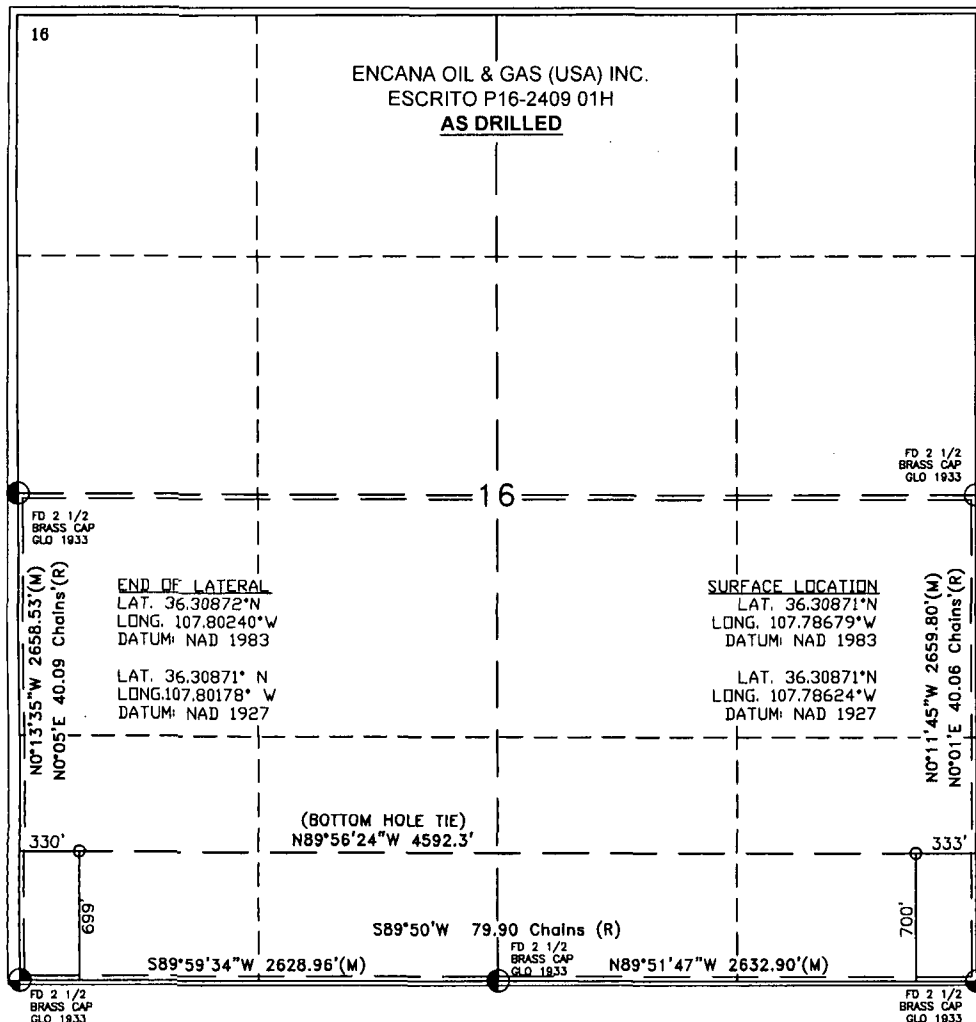 16
ENCANA OIL & GAS (USA) INC.
ESCRITO P16-2409 01H
AS DRILLED
FD 2 1/2
BRASS CAP
GLO 1933
16
FD 2 1/2
BRASS CAP
GLO 1933
N0°13'35"W 2658.53'(M)
N0°05'E 40.09 Chains'(R)
END OF LATERAL
LAT. 36.30872°N
LONG. 107.80240°W
DATUM: NAD 1983
LAT. 36.30871° N
LONG.107.80178° W
DATUM: NAD 1927
SURFACE LOCATION
LAT. 36.30871°N
LONG. 107.78679°W
DATUM: NAD 1983
LAT. 36.30871°N
LONG. 107.78624°W
DATUM: NAD 1927
N0°11'45"W 2659.80'(M)
N0°01'E 40.06 Chains'(R)
(BOTTOM HOLE TIE)
N89°56'24"W 4592.3'
330'
333'
699'
700'
S89°50'W 79.90 Chains (R)
FD 2 1/2
BRASS CAP
GLO 1933
S89°59'34"W 2628.96'(M)
N89°51'47"W 2632.90'(M)
FD 2 1/2
BRASS CAP
GLO 1933
FD 2 1/2
BRASS CAP
GLO 1933